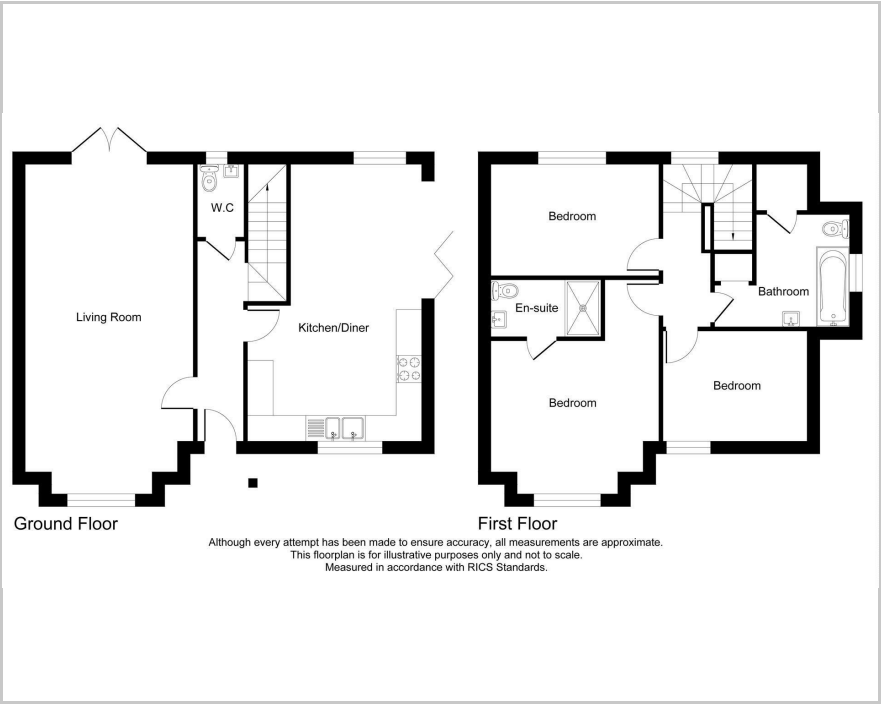 W.C
Living Room
Kitchen/Diner
Ground Floor
Bedroom
En-suite
Bathroom
Bedroom
Bedroom
First Floor
Although every attempt has been made to ensure accuracy, all measurements are approximate.
This floorplan is for illustrative purposes only and not to scale.
Measured in accordance with RICS Standards.